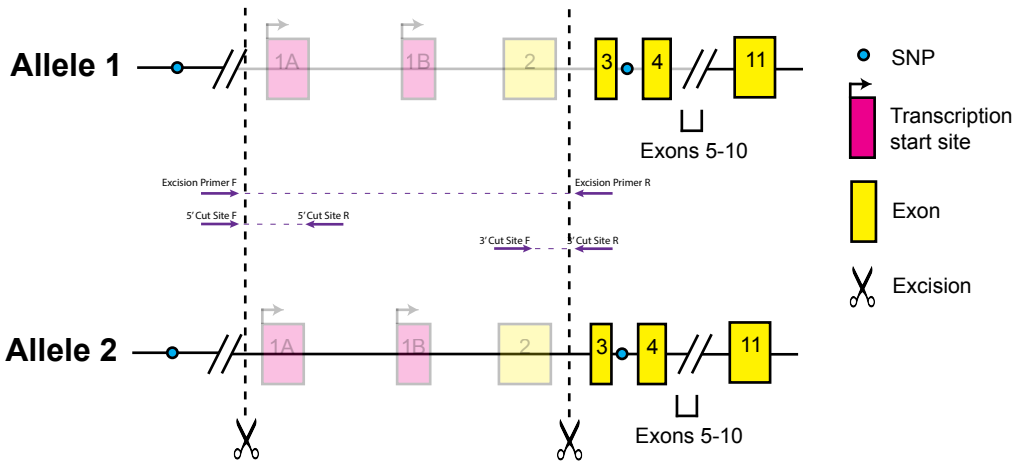 Allele 1
1A
1B
2
3
4
11
Exons 5-10
SNP
Transcription
start site
Exon
Excision
Excision Primer F
Excision Primer R
5' Cut Site F
5' Cut Site R
3' Cut Site F
3' Cut Site R
Allele 2
1A
1B
2
3
4
11
Exons 5-10